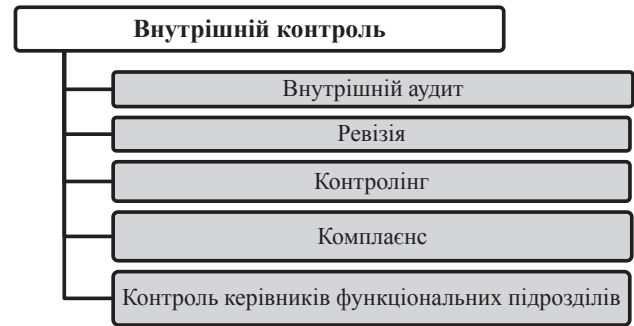 Внутрішній контроль
Внутрішній аудит
Ревізія
Контролінг
Комплаєнс
Контроль керівників функціональних підрозділів